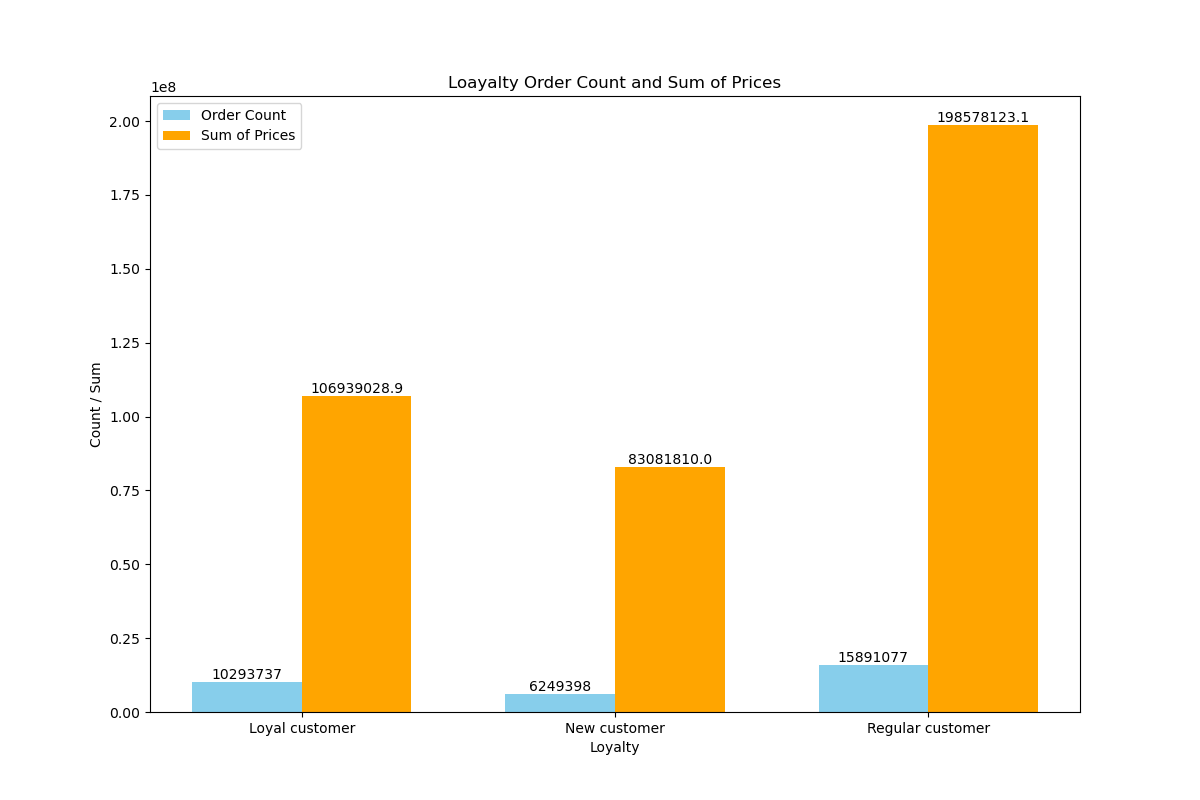 Loayalty Order Count and Sum of Prices
1e8
Order Count
Sum of Prices
2.00
1.75
1.50
1.25
1.00
0.75
0.50
0.25
0.00
Count / Sum
198578123.1
106939028.9
83081810.0
10293737
6249398
15891077
Loyal customer
New customer
Regular customer
Loyalty